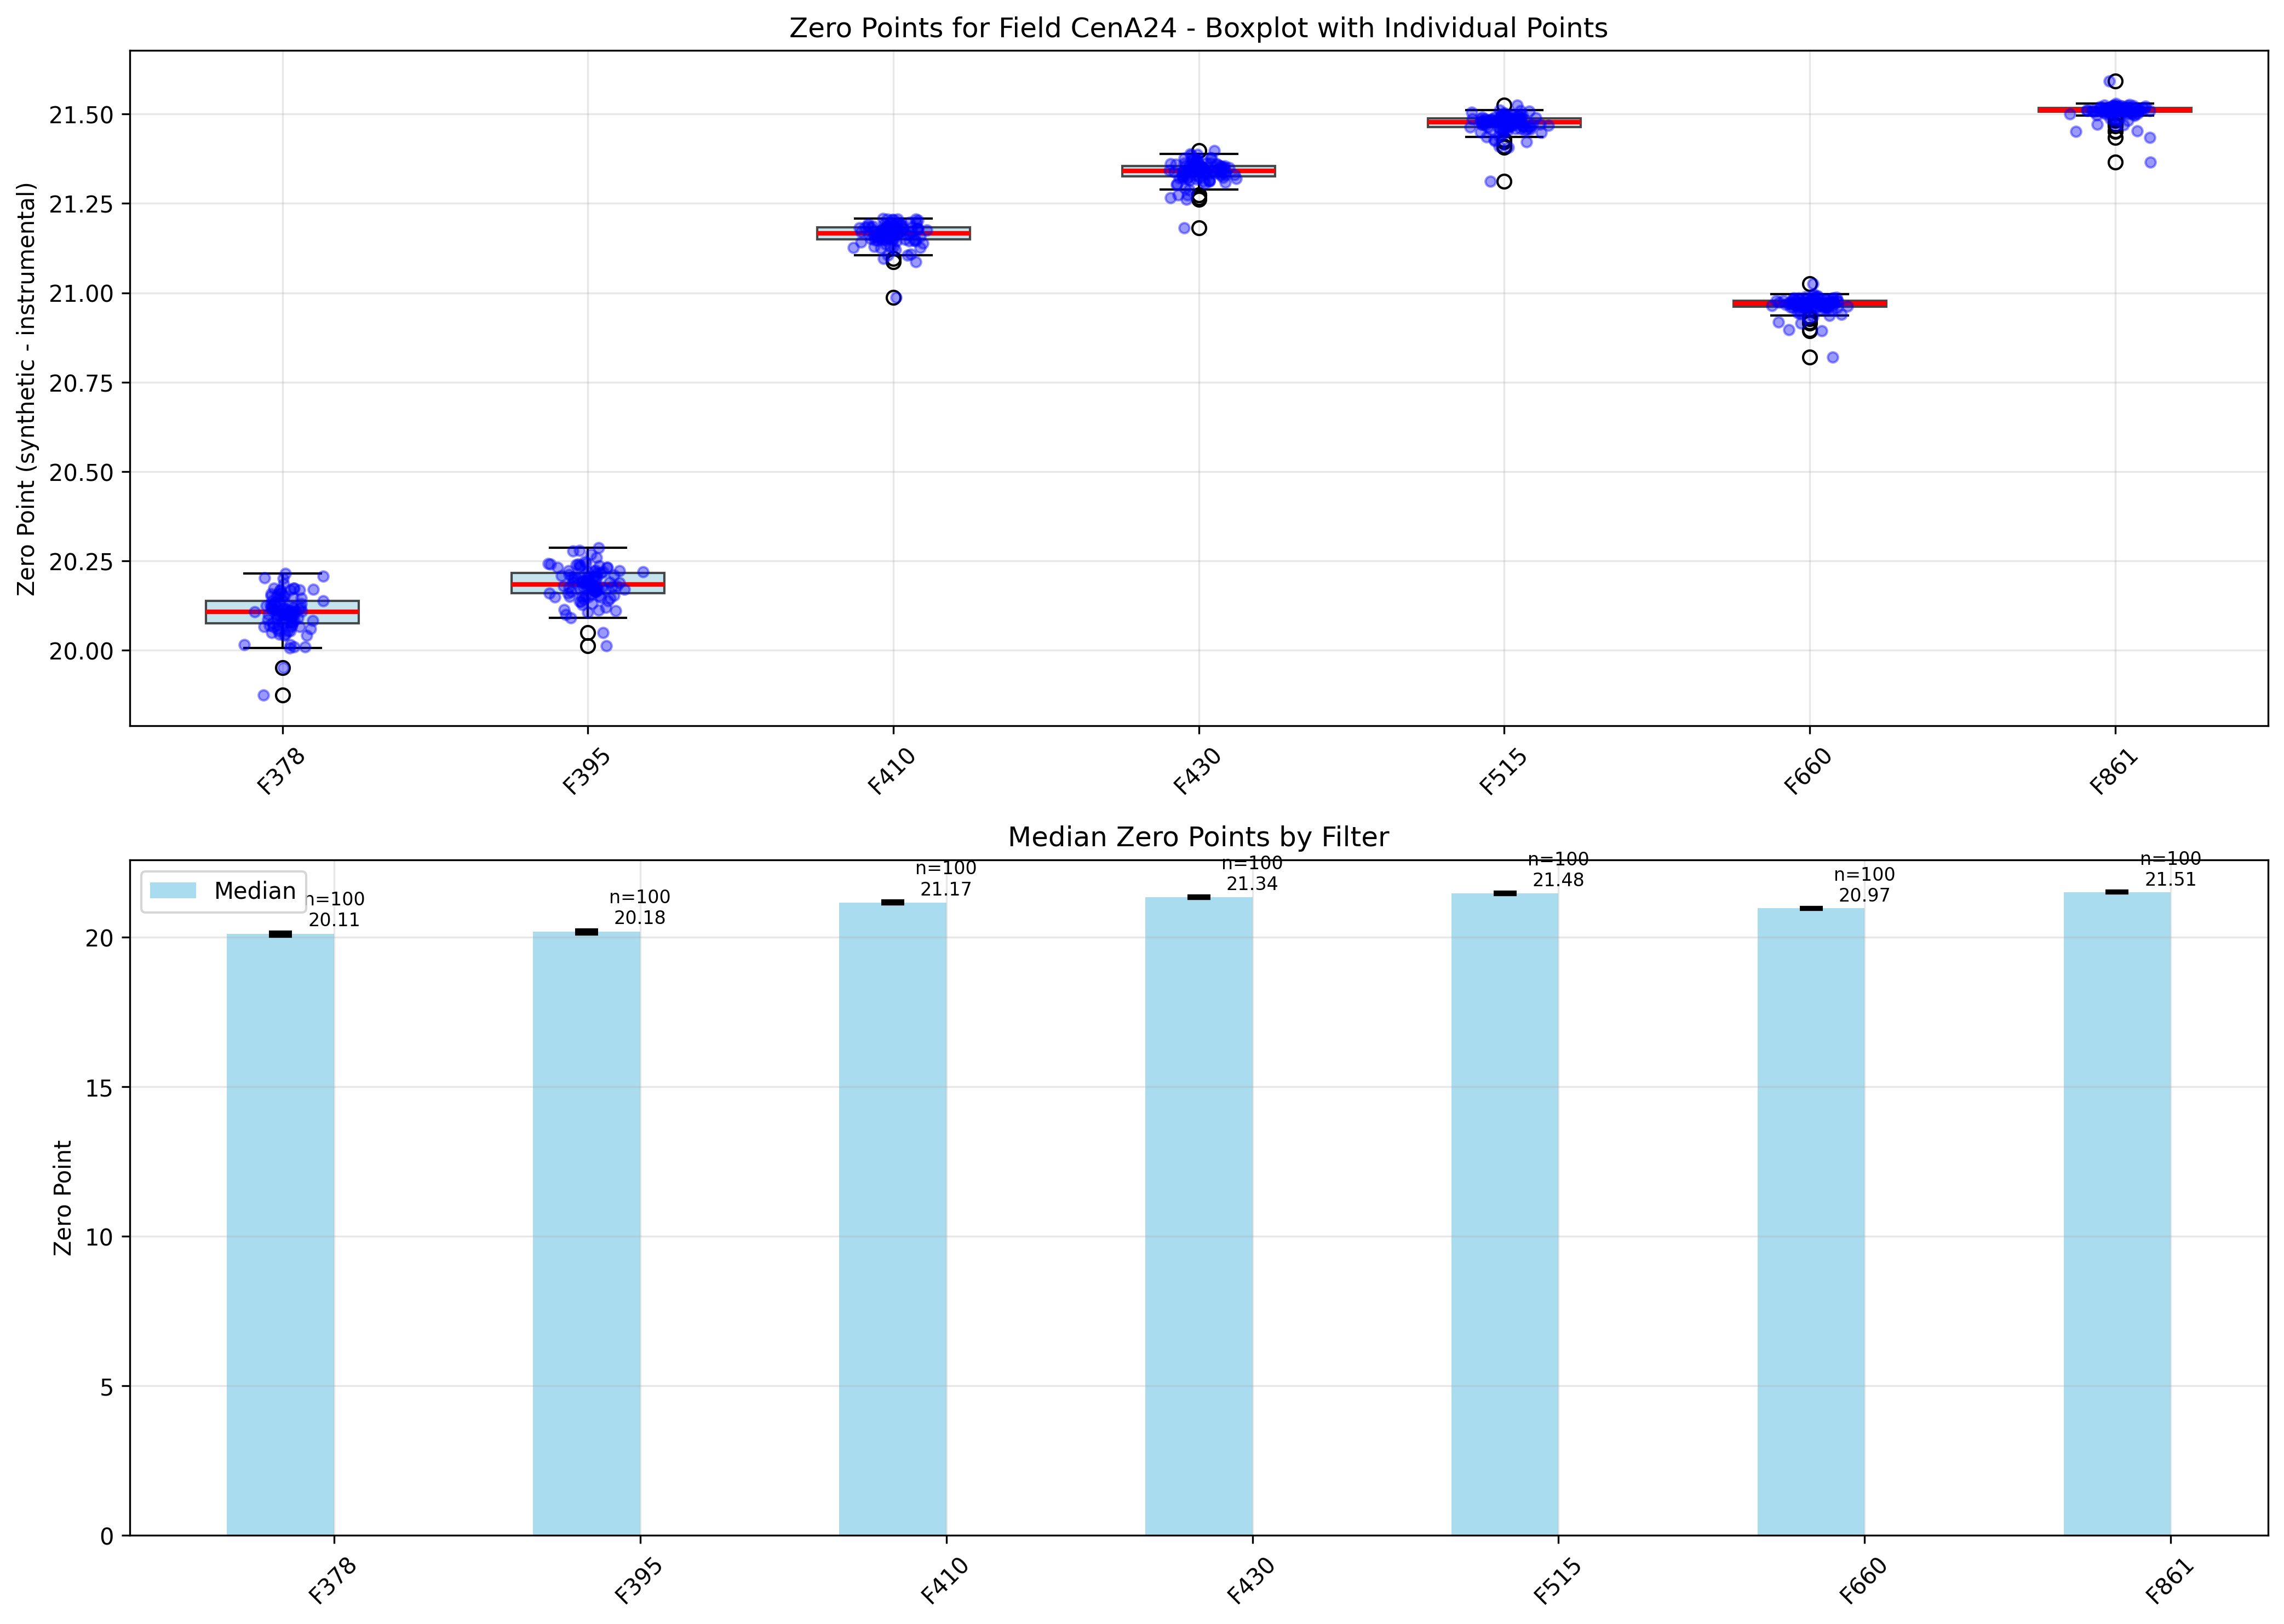 Zero Points for Field CenA24 - Boxplot with Individual Points
Zero Point (synthetic - instrumental)
21.50
21.25
21.00
20.75
20.50
20.25
20.00
F378
F395
F410
F430
F515
F660
F861
Median Zero Points by Filter
Median
n=100
20.11
n=100
20.18
n=100
21.17
n=100
21.34
n=100
21.48
n=100
20.97
n=100
21.51
Zero Point
20
15
10
5
0
F378
F395
F410
F430
F515
F660
F861